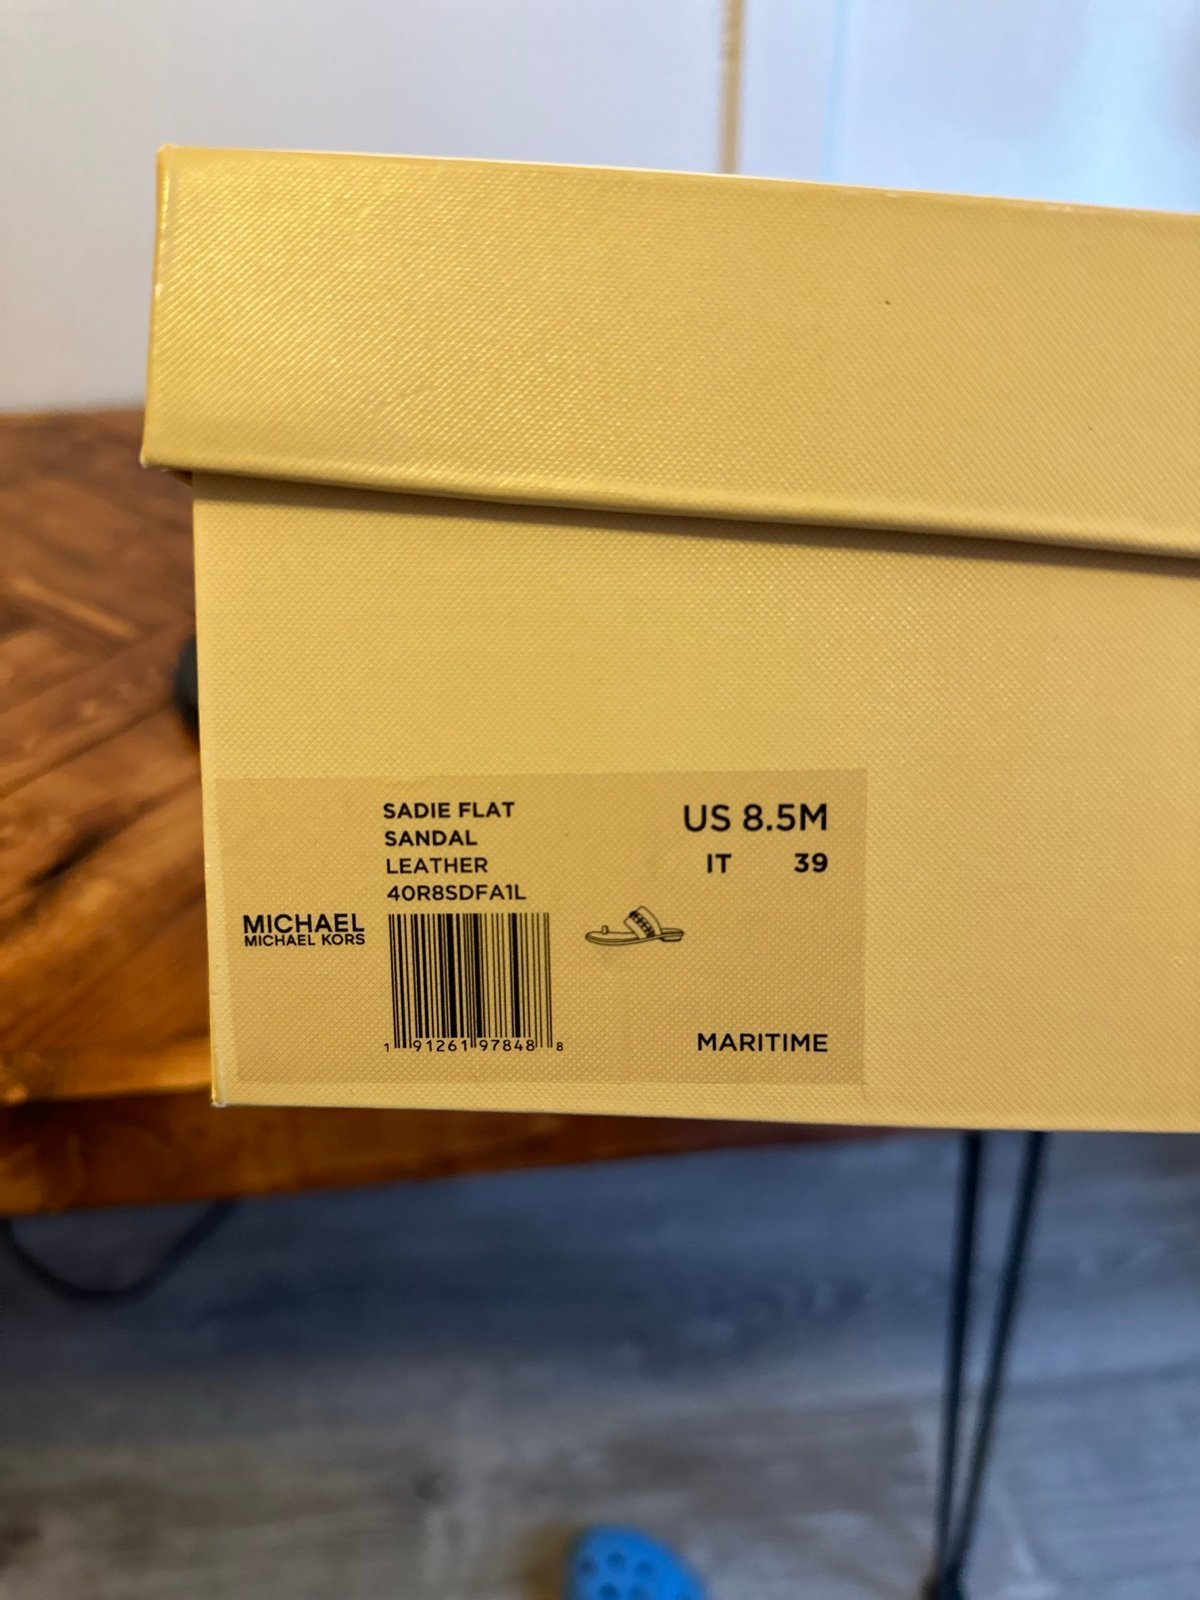 SADIE FLAT
SANDAL
LEATHER
40R8SDFA1L
US 8.5M
IT 39
MICHAEL
MICHAEL KORS
1 91261 97848 8
MARITIME